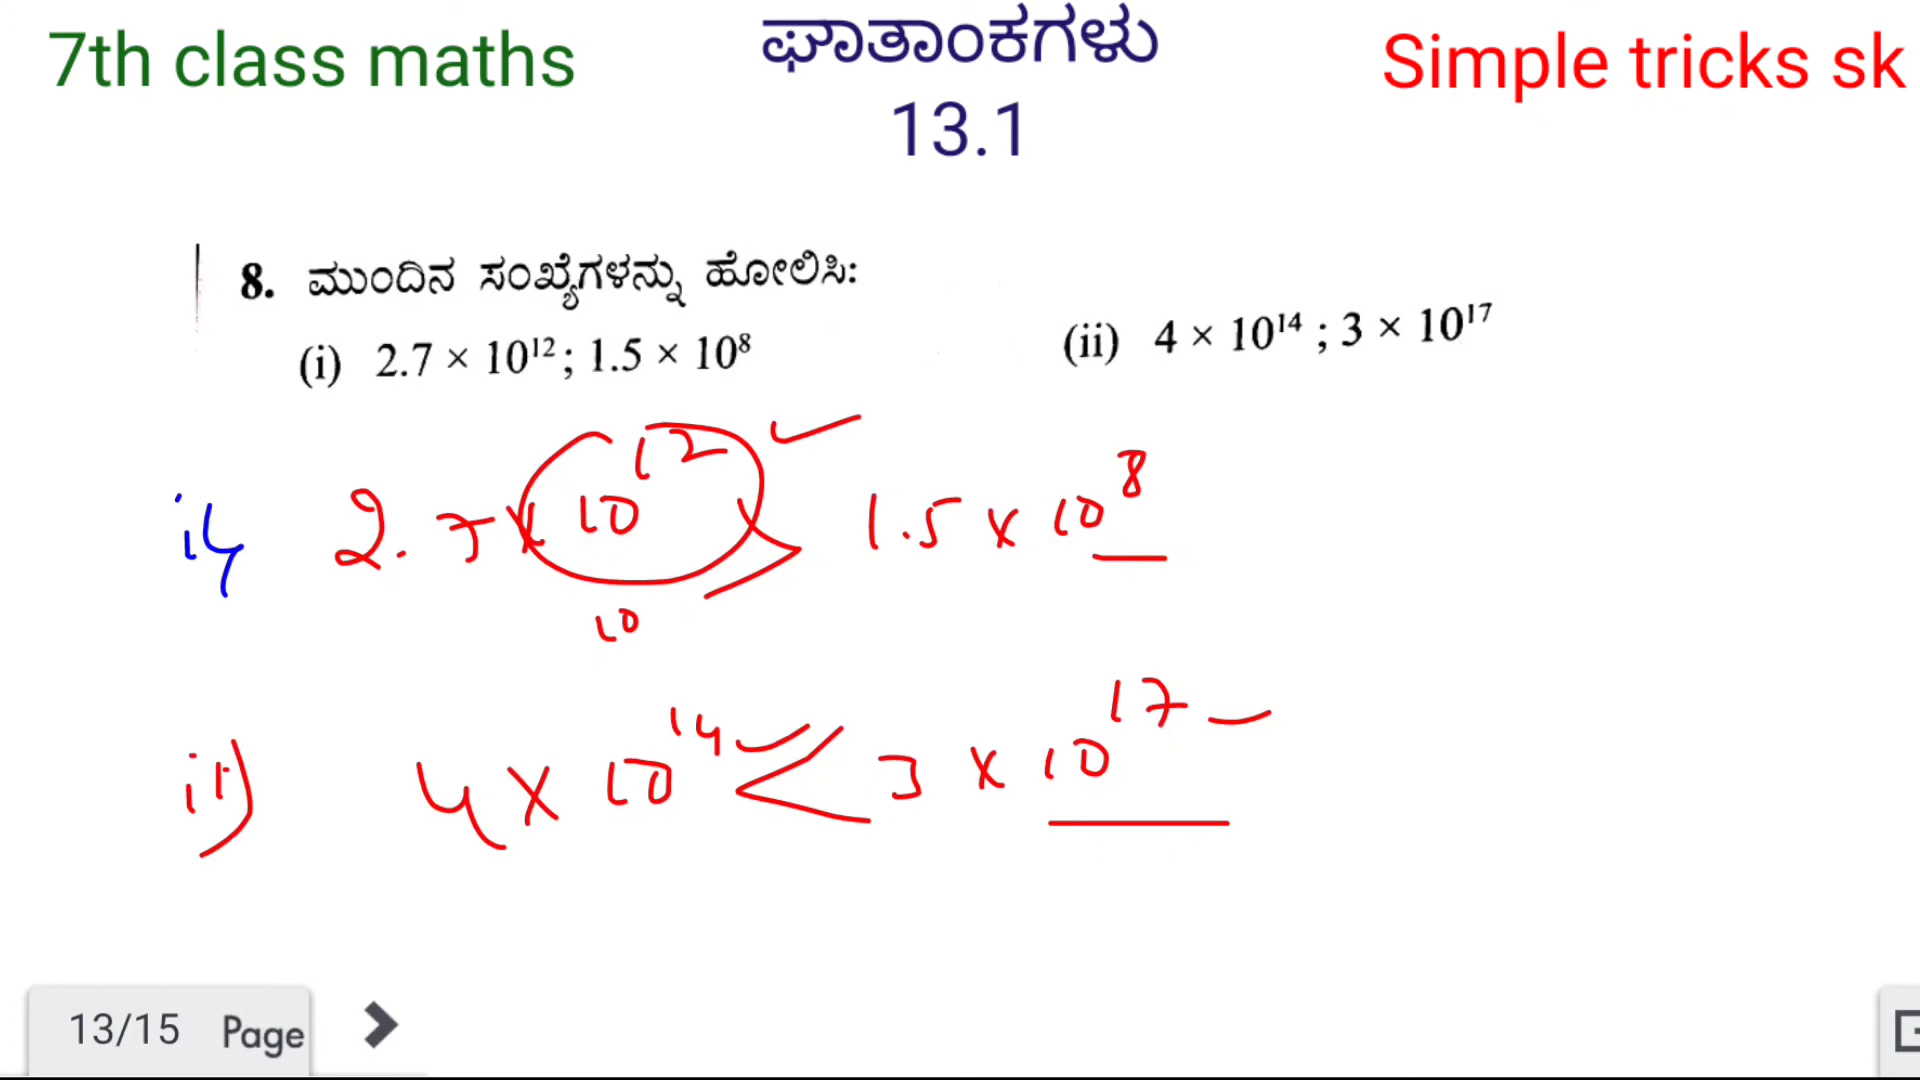 7th class maths
ಘಾತಾಂಕಗಳು
13.1
Simple tricks sk
8. ಮುಂದಿನ ಸಂಖ್ಯೆಗಳನ್ನು ಹೋಲಿಸಿ:
(i) 2.7 × 10¹²; 1.5 × 10⁸
(ii) 4 × 10¹⁴ ; 3 × 10¹⁷
i) 2.7 × 10¹² > 1.5 × 10⁸
10
ii) 4 × 10¹⁴ < 3 × 10¹⁷
13/15 Page